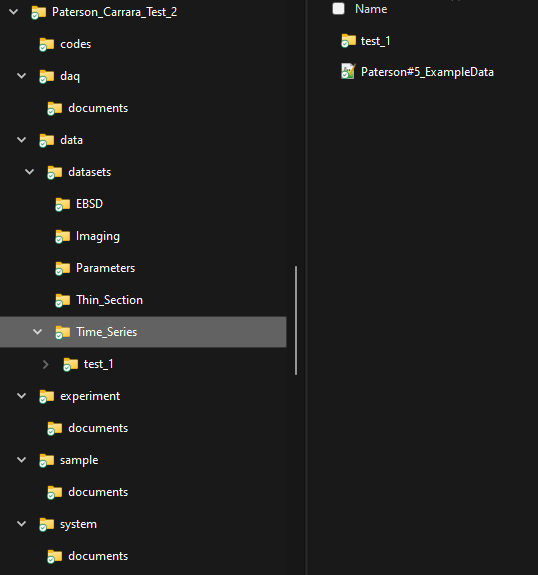 Paterson_Carrara_Test_2
codes
daq
documents
data
datasets
EBSD
Imaging
Parameters
Thin_Section
Time_Series
test_1
experiment
documents
sample
documents
system
documents
Name
test_1
Paterson#5_ExampleData